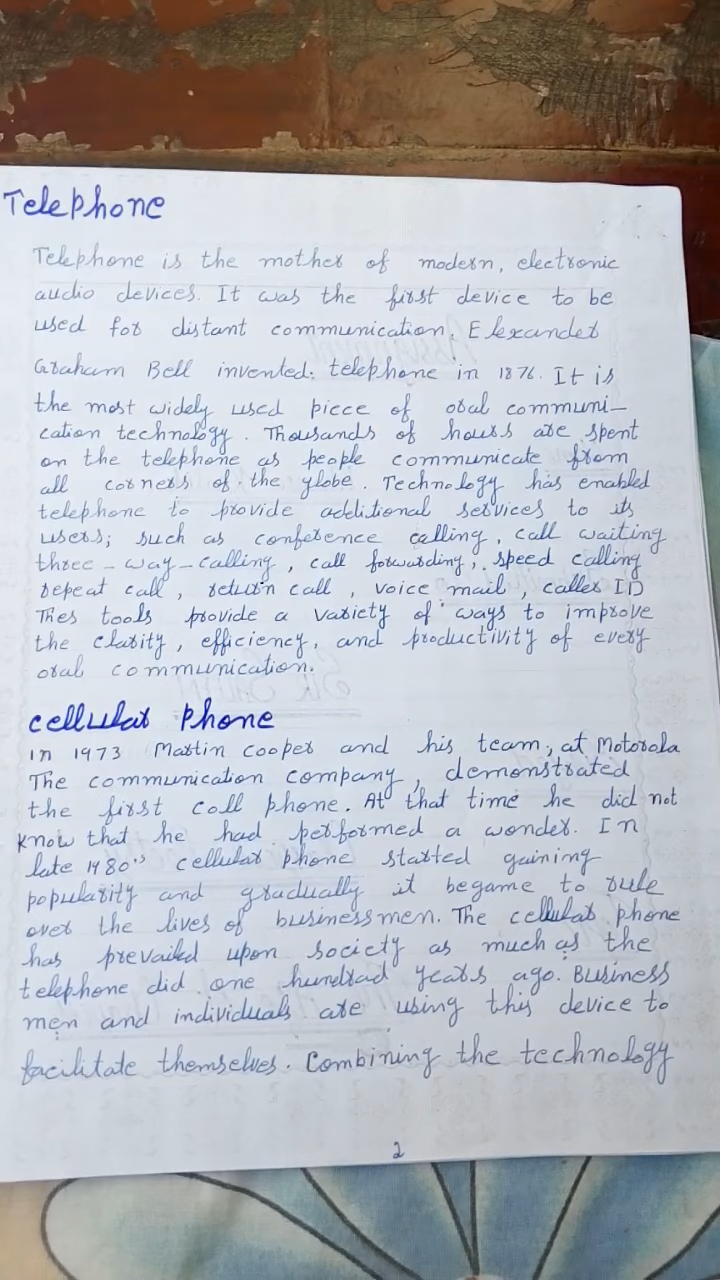 Telephone
Telephone is the mother of modern, electronic
audio devices. It was the first device to be
used for distant communication. Elexander
Graham Bell invented. telephone in 1876. It is
the most widely used piece of oral communi-
cation technology. Thousands of hours are spent
on the telephone as people communicate from
all corners of the globe. Technology has enabled
telephone to provide additional services to its
users; such as conference calling, call waiting
three-way-calling, call forwarding, speed calling
repeat call, return call, voice mail, caller ID
Thes tools provide a variety of ways to improve
the clarity, efficiency, and productivity of every
oral communication.
cellular phone
in 1973 Martin cooper and his team, at Motorola
The communication company, demonstrated
the first coll phone. At that time he did not
know that he had performed a wonder. In
late 1480's cellular phone started gaining
popularity and gradually it begame to rule
over the lives of businessmen. The cellular phone
has prevailed upon society as much as the
telephone did one hundrad years ago. Business
men and individuals are using this device to
facilitate themselves. Combining the technology
2